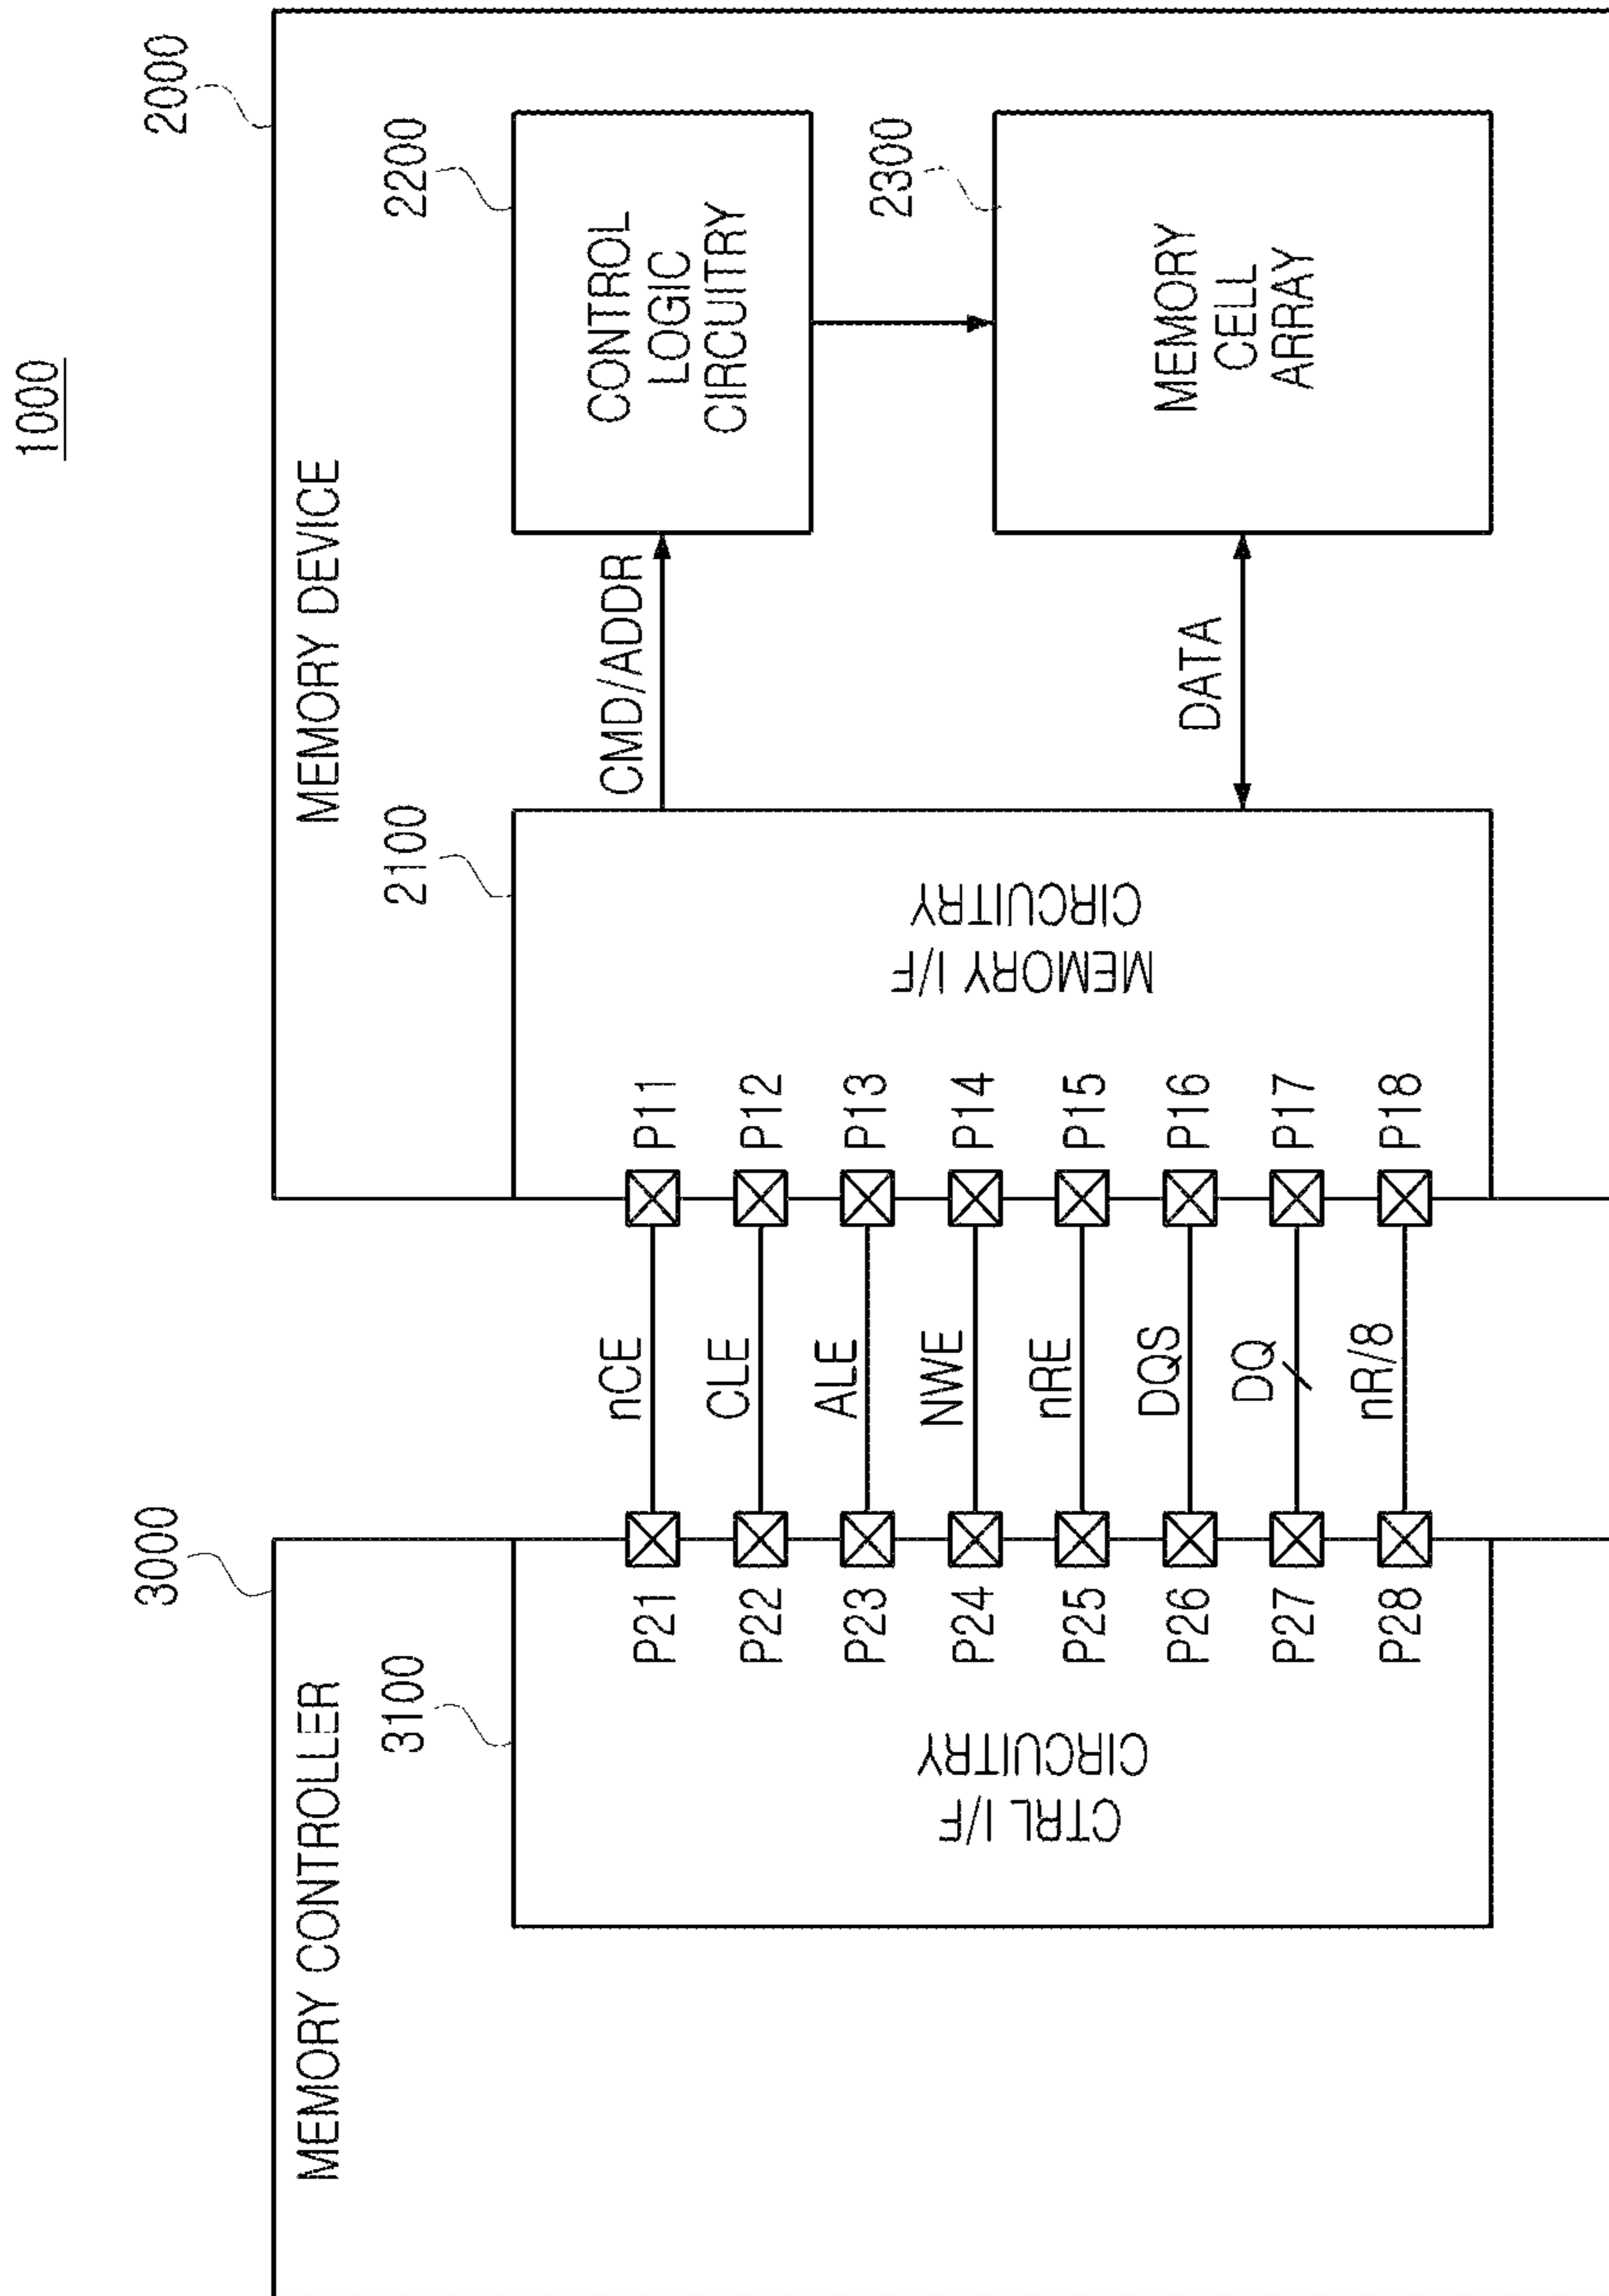 1000
3000
2000
MEMORY CONTROLLER
MEMORY DEVICE
3100
2100
2200
CTRL I/F
CIRCUITRY
P21
nCE
P11
P22
CLE
P12
P23
ALE
P13
P24
NWE
P14
P25
nRE
P15
P26
DQS
P16
P27
DQ
P17
P28
nR/8
P18
MEMORY I/F
CIRCUITRY
CMD/ADDR
CONTROL
LOGIC
CIRCUITRY
2300
DATA
MEMORY
CELL
ARRAY